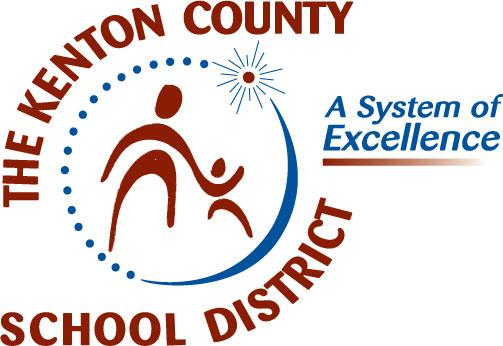 THE KENTON COUNTY
SCHOOL DISTRICT
A System of
Excellence